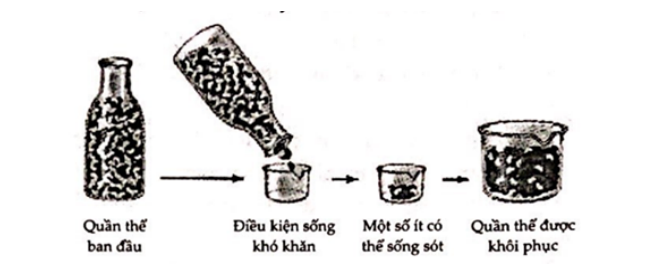 Quần thể
ban đầu
Điều kiện sống
khó khăn
Một số ít có
thể sống sót
Quần thể được
khôi phục